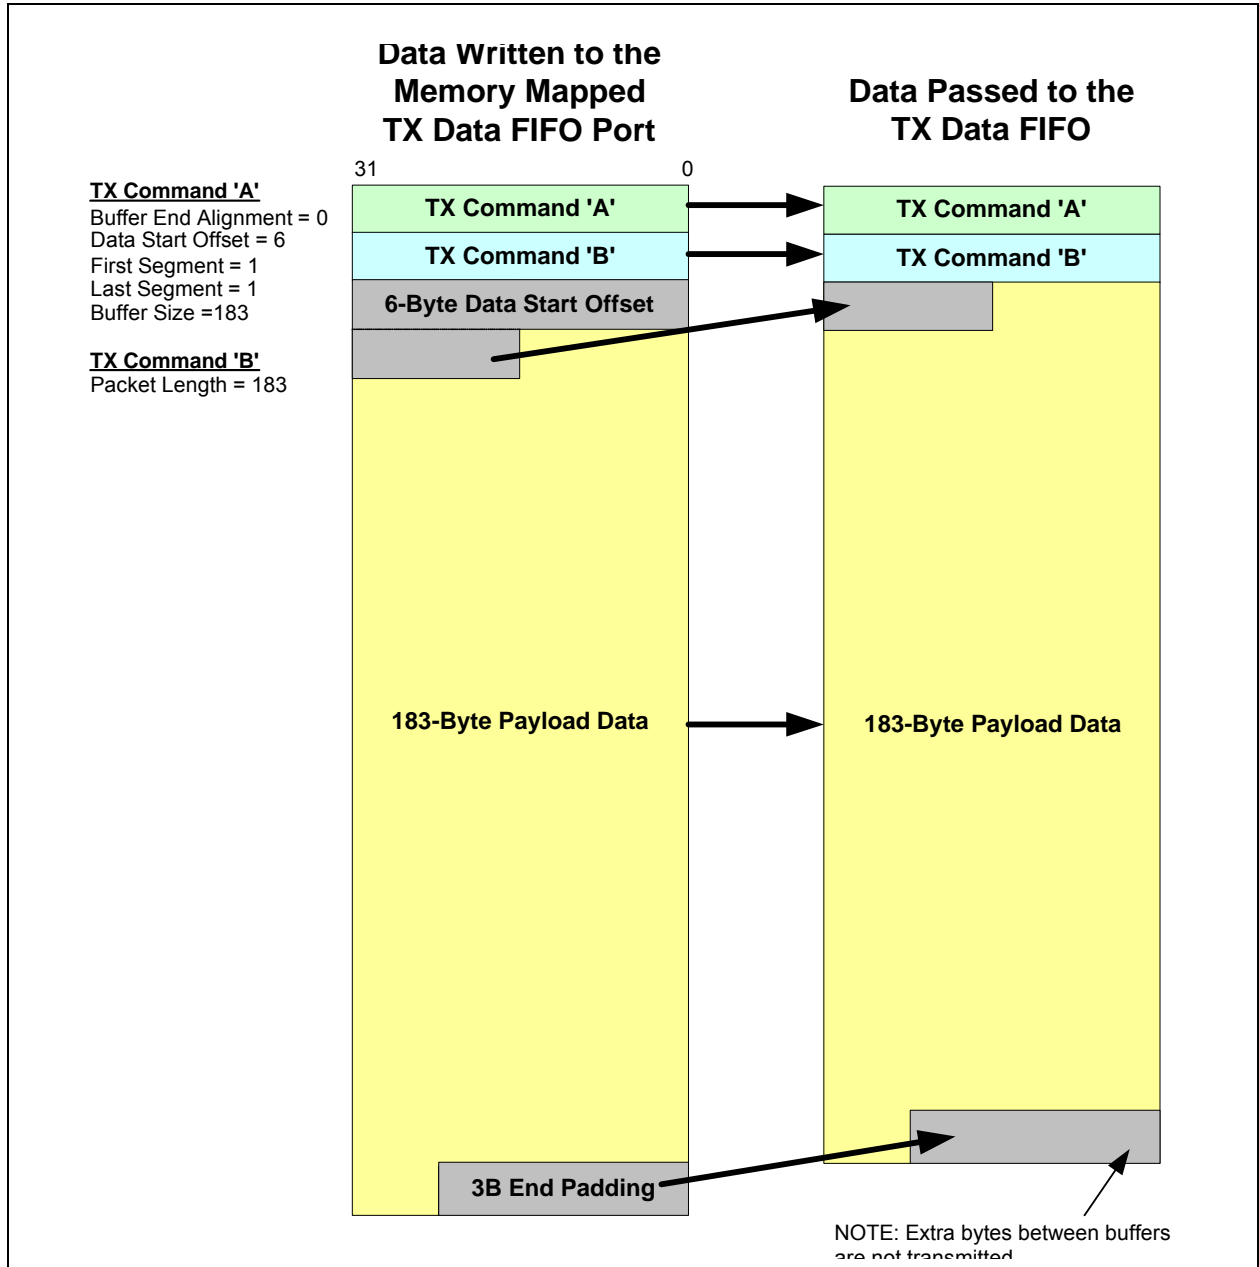 Data Written to the
Memory Mapped
TX Data FIFO Port
Data Passed to the
TX Data FIFO
31
0
TX Command 'A'
Buffer End Alignment = 0
Data Start Offset = 6
First Segment = 1
Last Segment = 1
Buffer Size =183
TX Command 'B'
Packet Length = 183
TX Command 'A'
TX Command 'B'
6-Byte Data Start Offset
183-Byte Payload Data
3B End Padding
TX Command 'A'
TX Command 'B'
183-Byte Payload Data
NOTE: Extra bytes between buffers
are not transmitted